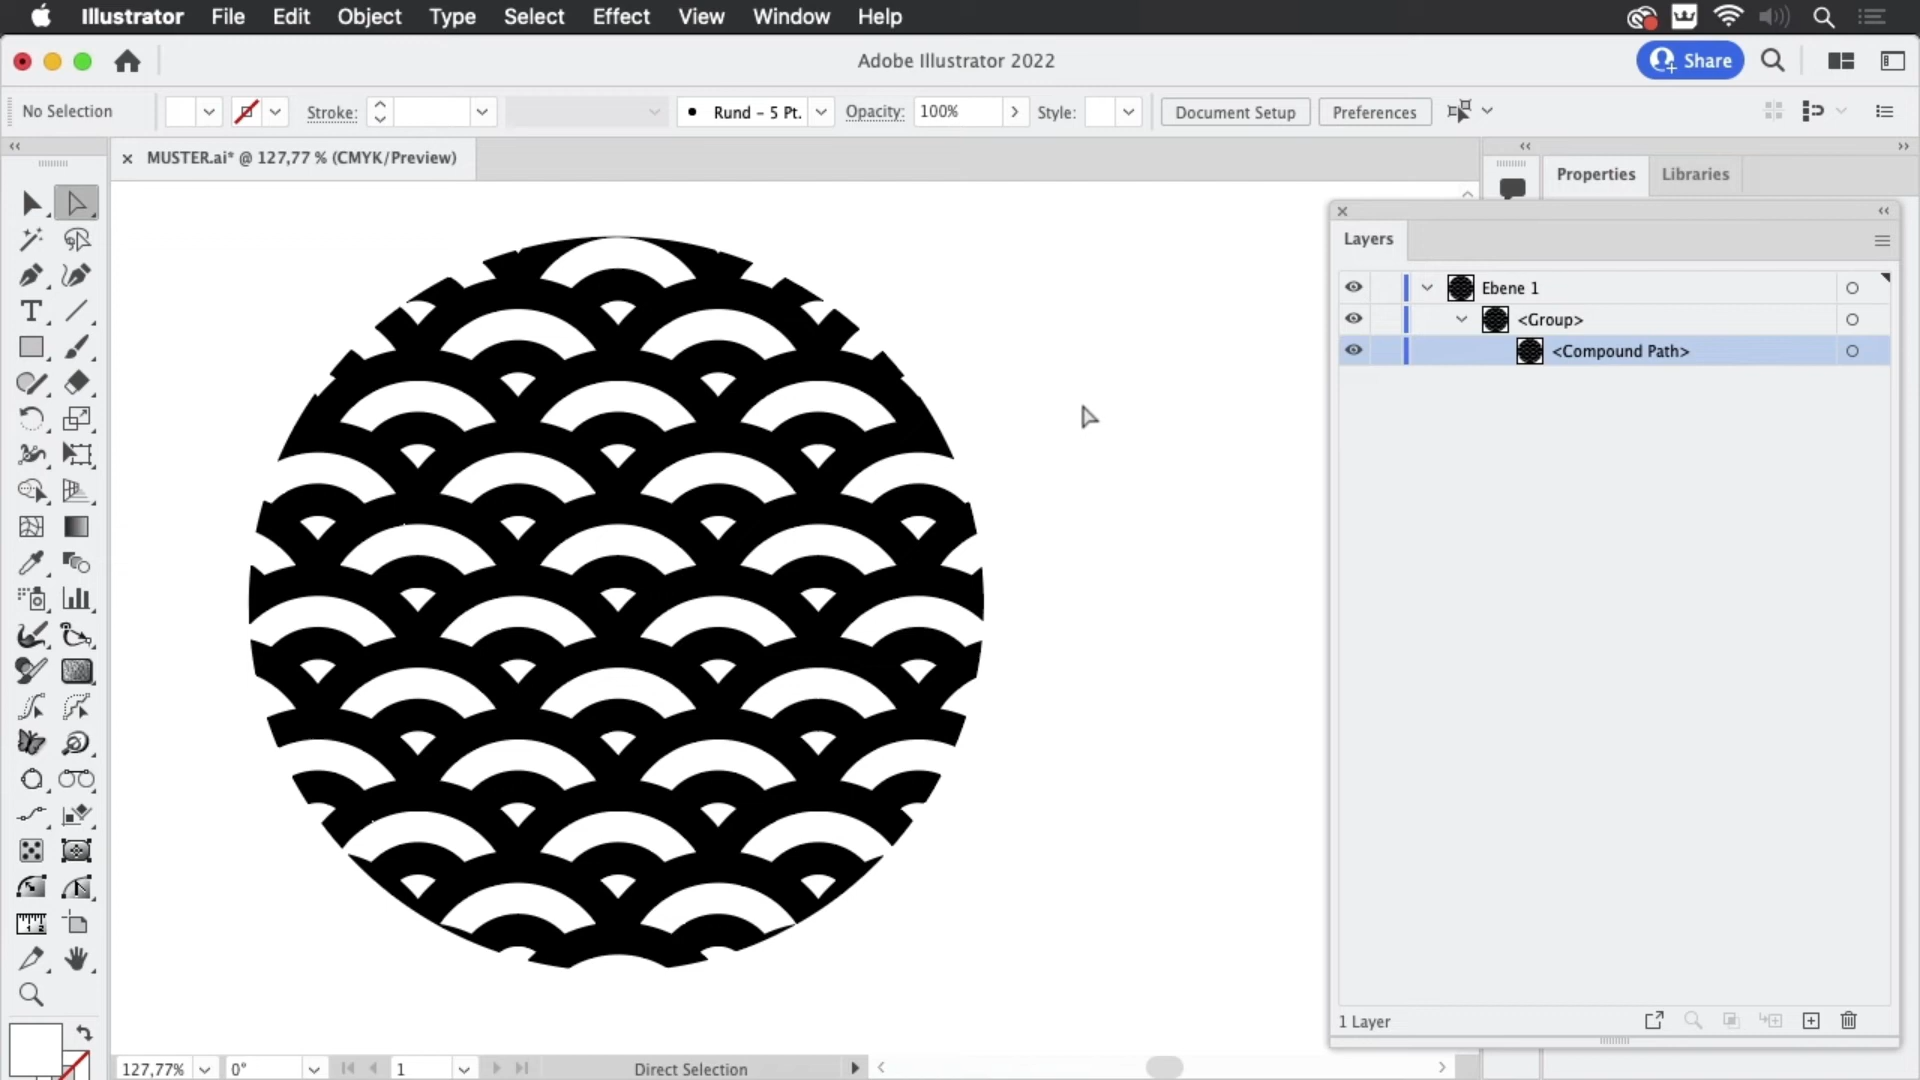 Illustrator File Edit Object Type Select Effect View Window Help
Adobe Illustrator 2022
Share
No Selection
Stroke:
Rund - 5 Pt.
Opacity: 100%
Style:
Document Setup
Preferences
MUSTER.ai* @ 127,77 % (CMYK/Preview)
Properties
Libraries
Layers
Ebene 1
<Group>
<Compound Path>
1 Layer
127,77%
0°
1
Direct Selection